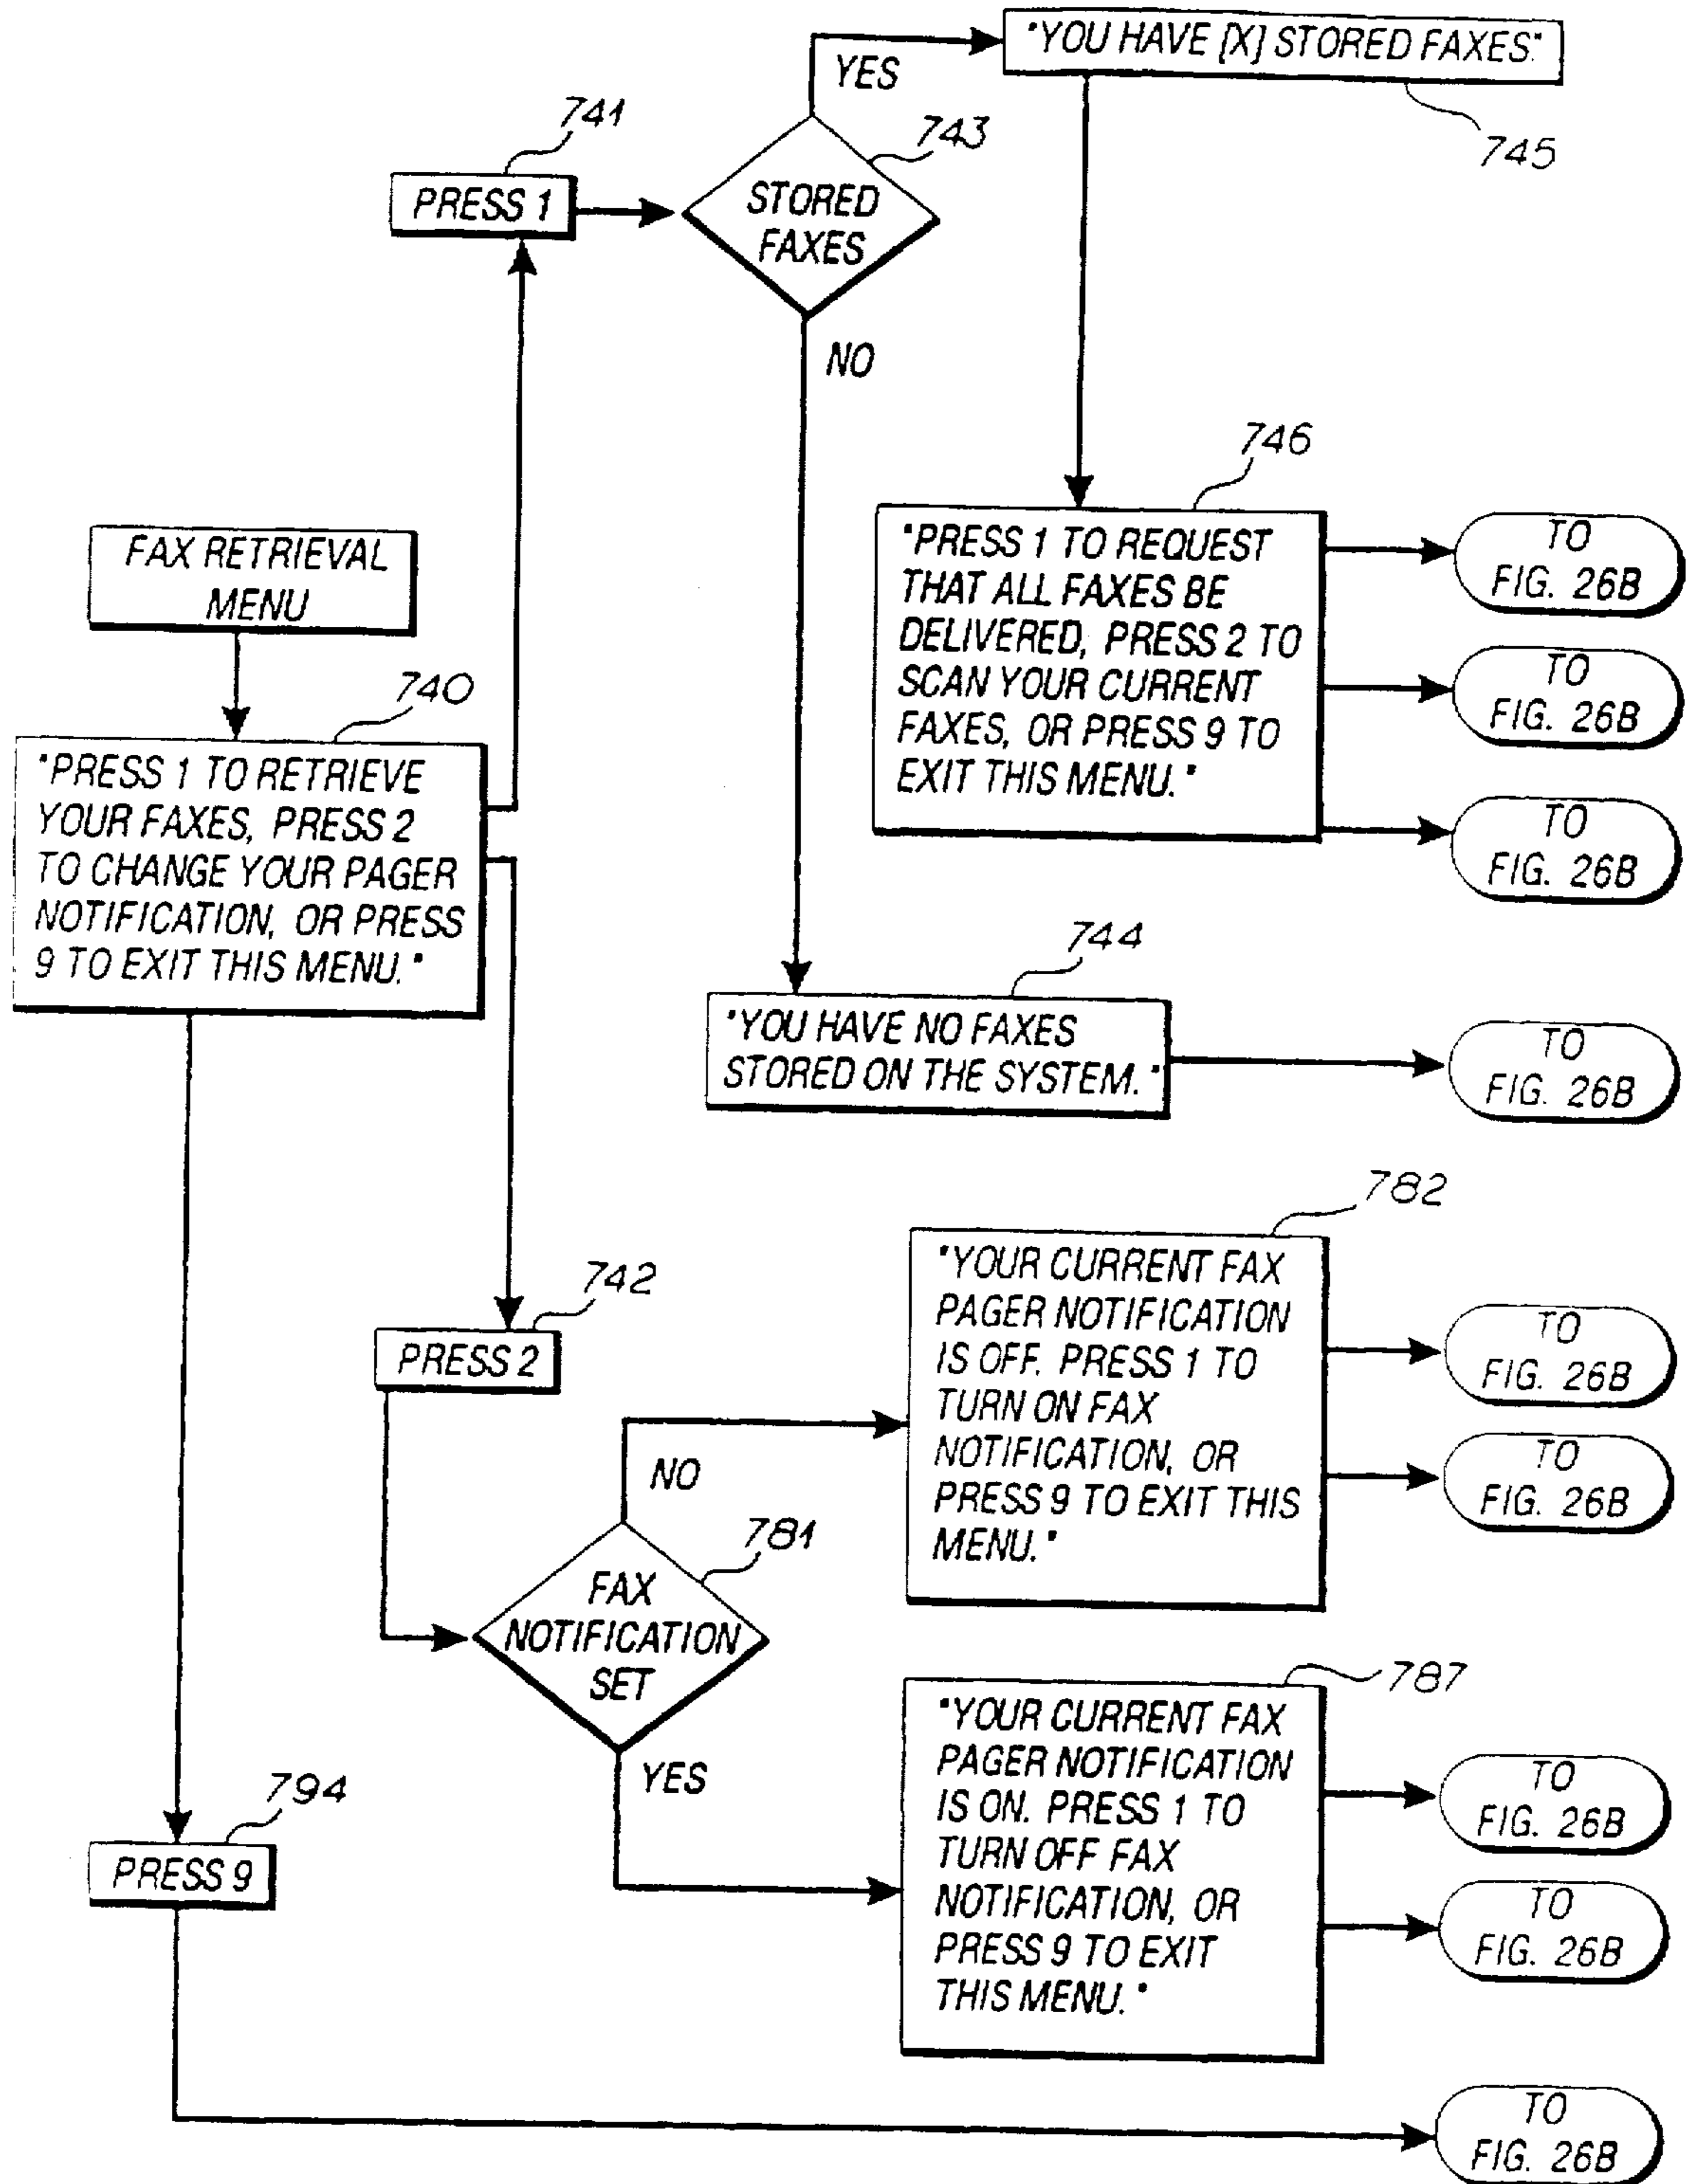 "YOU HAVE [X] STORED FAXES."
YES
745
741
743
PRESS 1
STORED
FAXES
NO
746
"PRESS 1 TO REQUEST
THAT ALL FAXES BE
DELIVERED, PRESS 2 TO
SCAN YOUR CURRENT
FAXES, OR PRESS 9 TO
EXIT THIS MENU."
TO
FIG. 26B
TO
FIG. 26B
TO
FIG. 26B
FAX RETRIEVAL
MENU
740
"PRESS 1 TO RETRIEVE
YOUR FAXES, PRESS 2
TO CHANGE YOUR PAGER
NOTIFICATION, OR PRESS
9 TO EXIT THIS MENU."
744
"YOU HAVE NO FAXES
STORED ON THE SYSTEM."
TO
FIG. 26B
742
PRESS 2
782
"YOUR CURRENT FAX
PAGER NOTIFICATION
IS OFF. PRESS 1 TO
TURN ON FAX
NOTIFICATION, OR
PRESS 9 TO EXIT THIS
MENU."
TO
FIG. 26B
TO
FIG. 26B
NO
781
FAX
NOTIFICATION
SET
YES
787
"YOUR CURRENT FAX
PAGER NOTIFICATION
IS ON. PRESS 1 TO
TURN OFF FAX
NOTIFICATION, OR
PRESS 9 TO EXIT
THIS MENU."
TO
FIG. 26B
TO
FIG. 26B
794
PRESS 9
TO
FIG. 26B